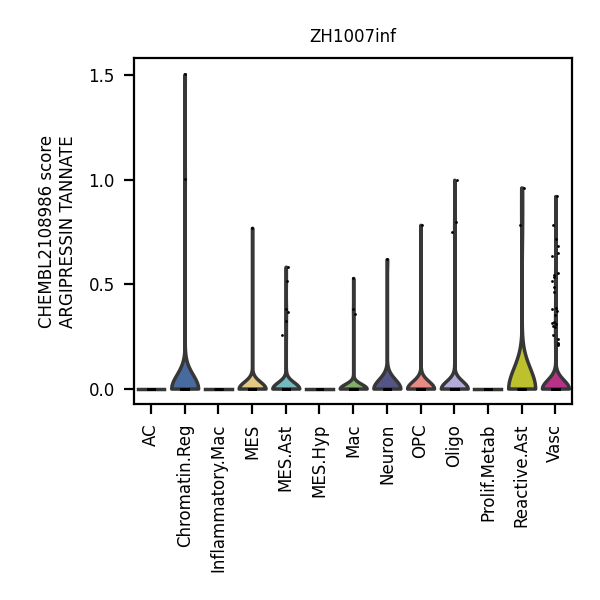 ZH1007inf
CHEMBL2108986 score
ARGIPRESSIN TANNATE
1.5
1.0
0.5
0.0
AC
Chromatin.Reg
Inflammatory.Mac
MES
MES.Ast
MES.Hyp
Mac
Neuron
OPC
Oligo
Prolif.Metab
Reactive.Ast
Vasc